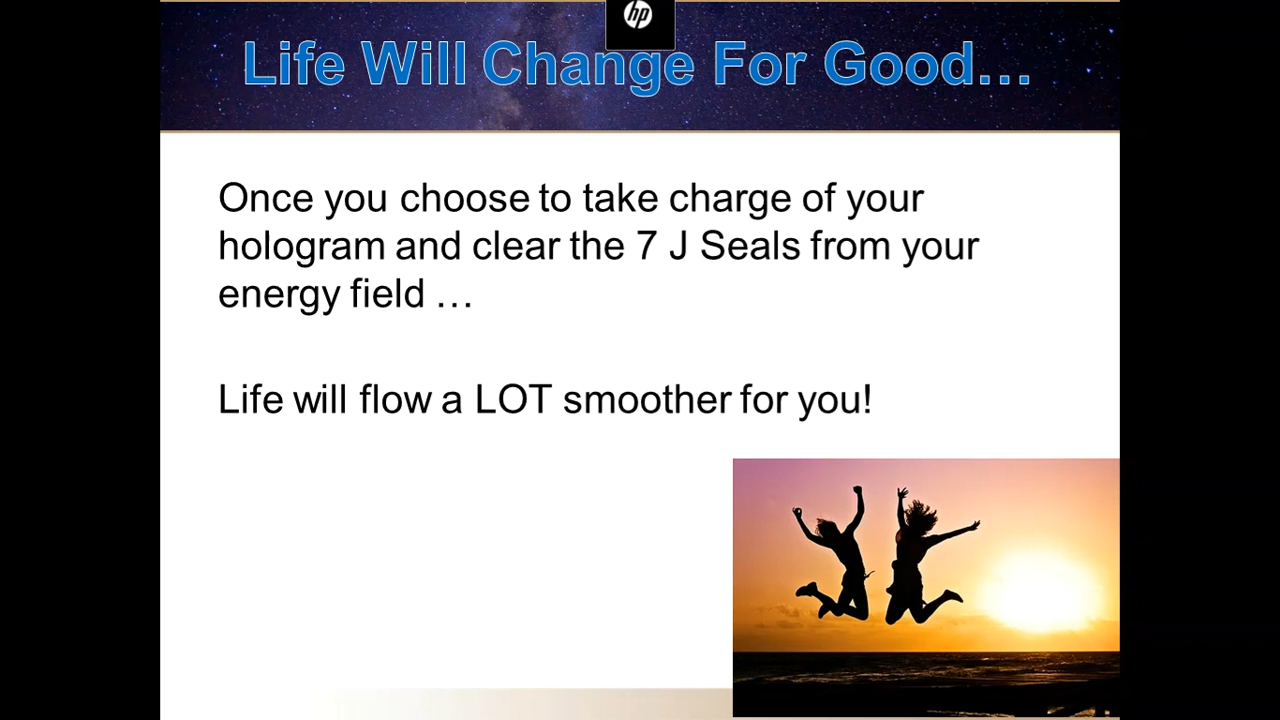 hp
Life Will Change For Good…
Once you choose to take charge of your
hologram and clear the 7 J Seals from your
energy field …
Life will flow a LOT smoother for you!